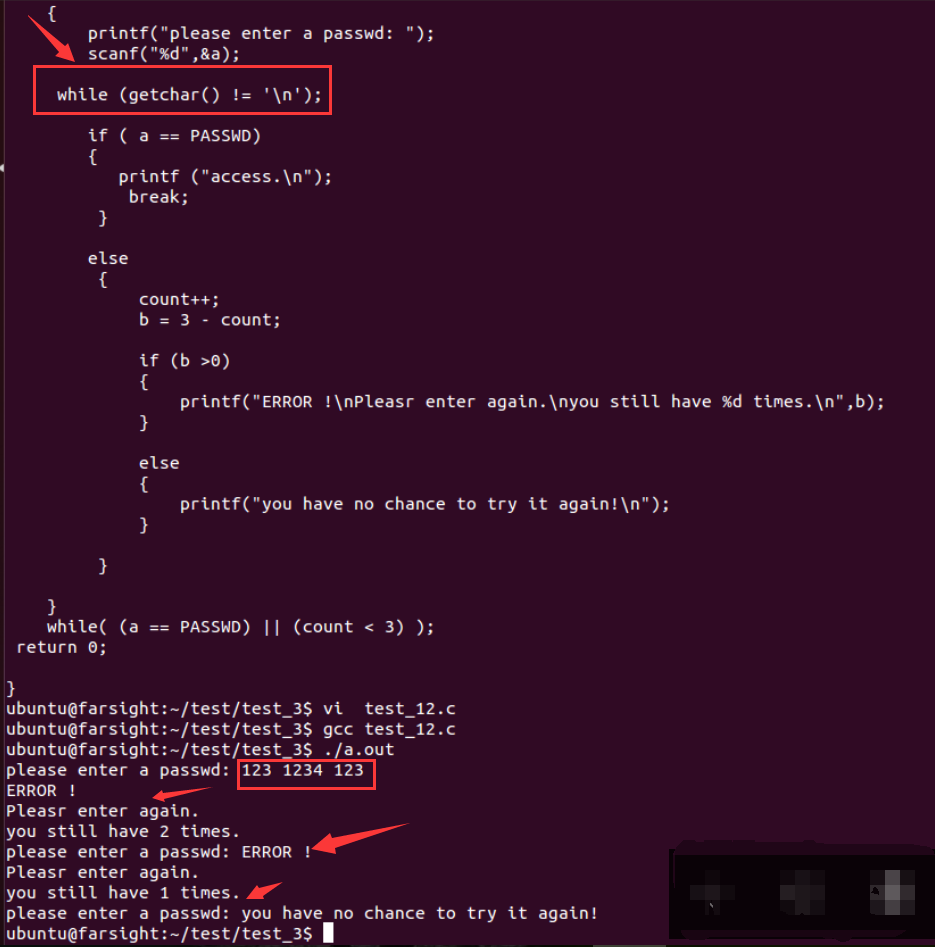 {
printf("please enter a passwd: ");
scanf("%d",&a);
while (getchar() != '\n');
if ( a == PASSWD)
{
printf ("access.\n");
break;
}
else
{
count++;
b = 3 - count;
if (b >0)
{
printf("ERROR !\nPleasr enter again.\nyou still have %d times.\n",b);
}
else
{
printf("you have no chance to try it again!\n");
}
}
}
while( (a == PASSWD) || (count < 3) );
return 0;
}
ubuntu@farsight:~/test/test_3$ vi  test_12.c
ubuntu@farsight:~/test/test_3$ gcc test_12.c
ubuntu@farsight:~/test/test_3$ ./a.out
please enter a passwd: 123 1234 123
ERROR !
Pleasr enter again.
you still have 2 times.
please enter a passwd: ERROR !
Pleasr enter again.
you still have 1 times.
please enter a passwd: you have no chance to try it again!
ubuntu@farsight:~/test/test_3$